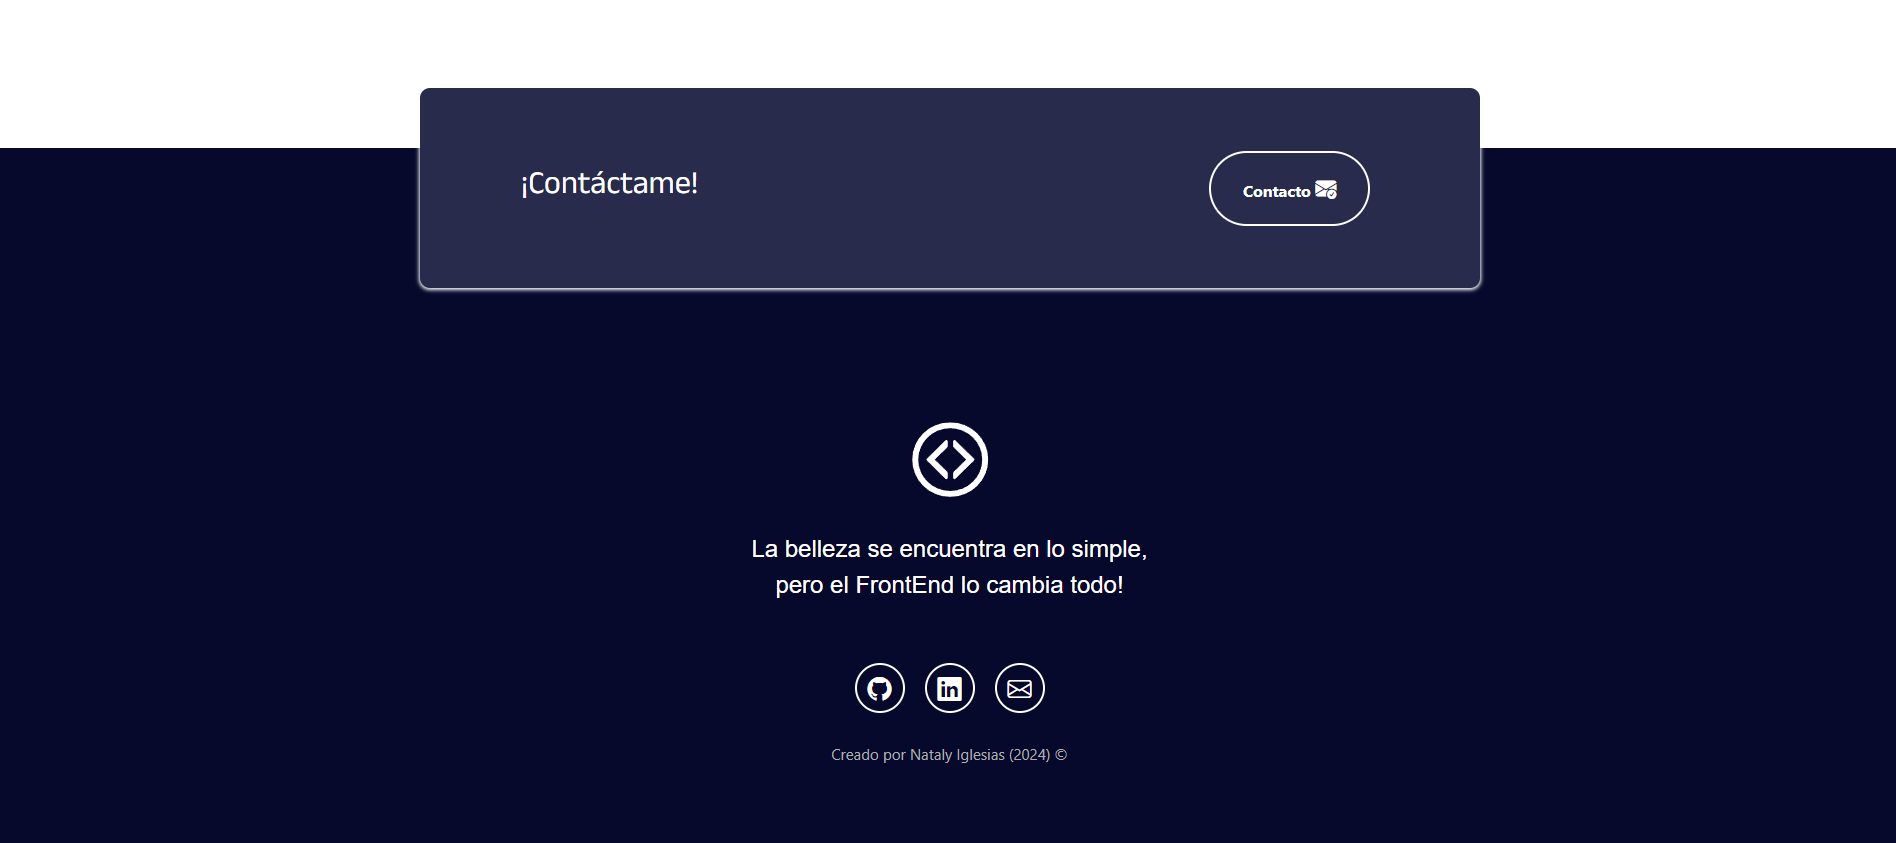 ¡Contáctame!
Contacto
La belleza se encuentra en lo simple,
pero el FrontEnd lo cambia todo!
Creado por Nataly Iglesias (2024) ©